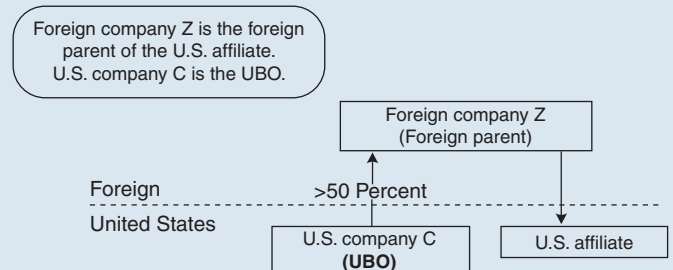 Foreign company Z is the foreign
parent of the U.S. affiliate.
U.S. company C is the UBO.
Foreign company Z
(Foreign parent)
Foreign
>50 Percent
United States
U.S. company C
(UBO)
U.S. affiliate